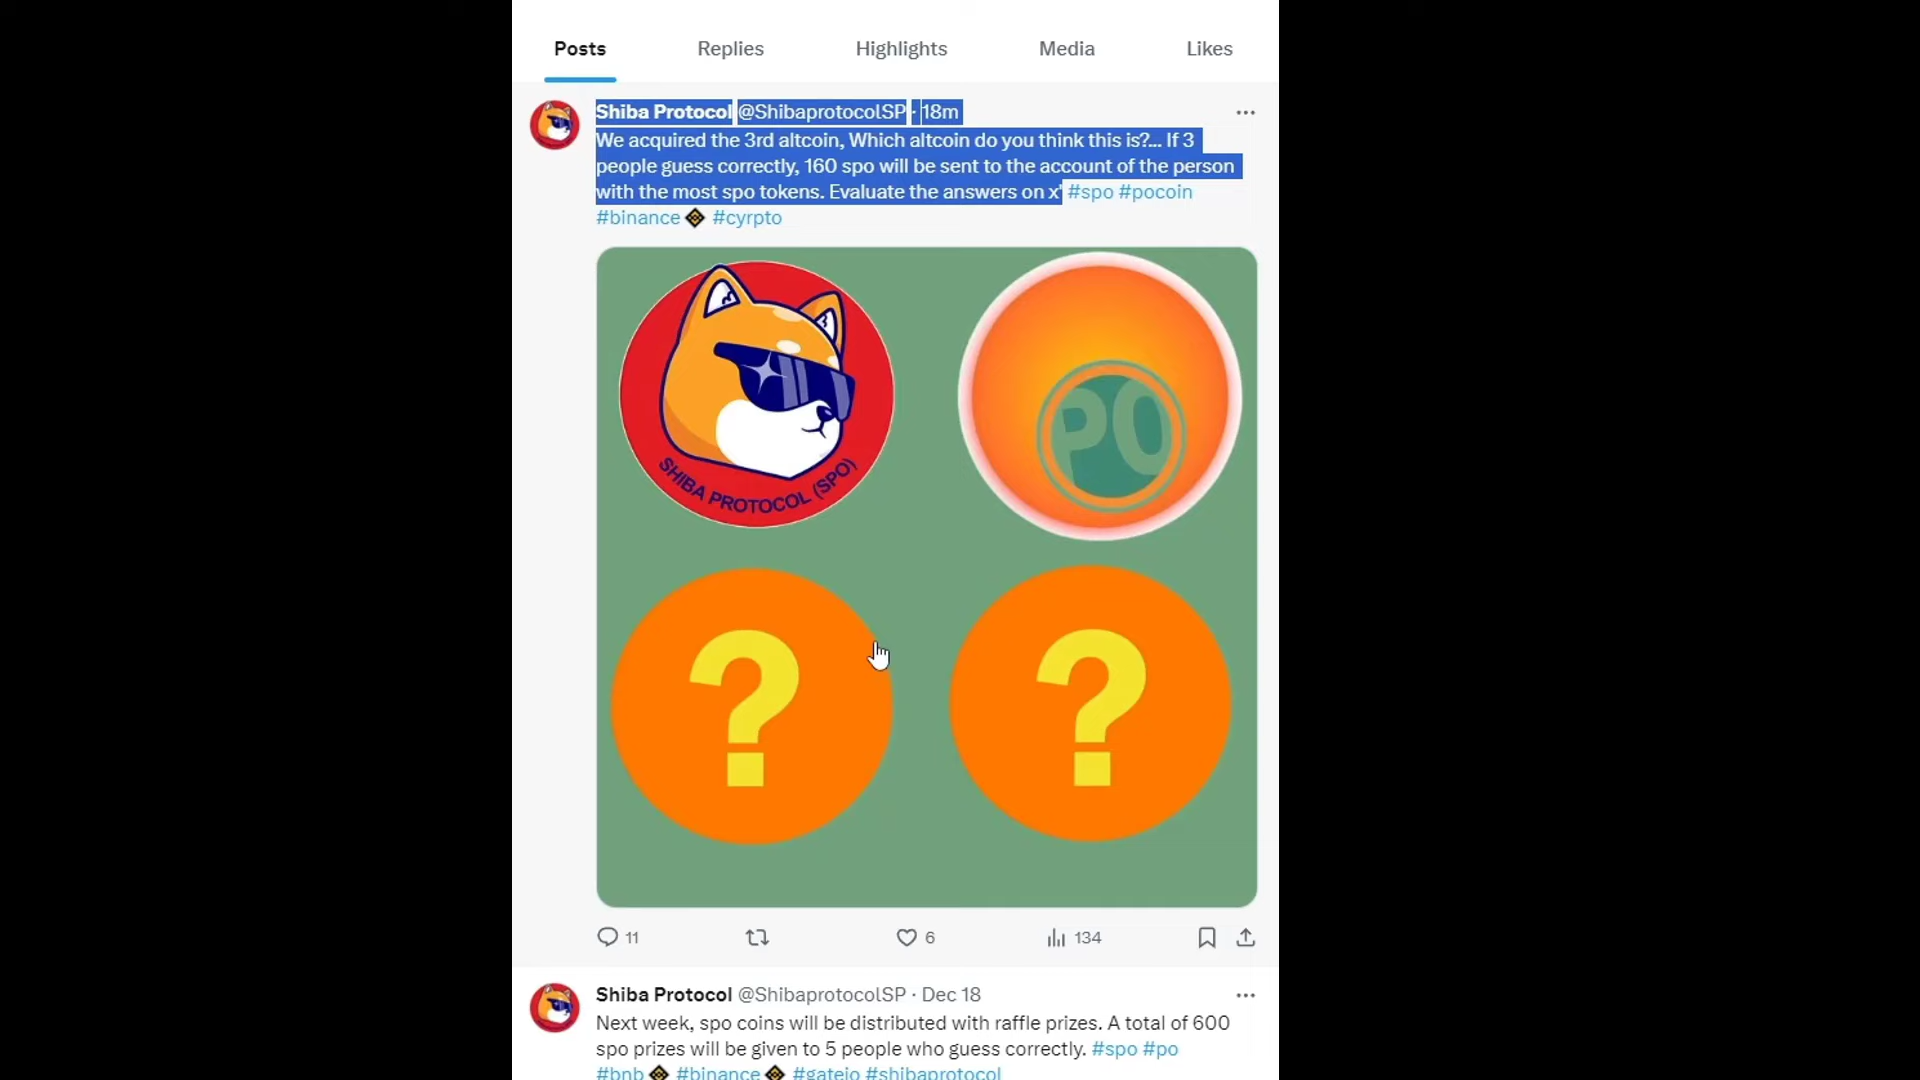 Posts Replies Highlights Media Likes
Shiba Protocol @ShibaprotocolSP · 18m
We acquired the 3rd altcoin, Which altcoin do you think this is?... If 3
people guess correctly, 160 spo will be sent to the account of the person
with the most spo tokens. Evaluate the answers on x' #spo #pocoin
#binance #cyrpto
SHIBA PROTOCOL (SPO)
PO
? ?
11 6 134
Shiba Protocol @ShibaprotocolSP · Dec 18
Next week, spo coins will be distributed with raffle prizes. A total of 600
spo prizes will be given to 5 people who guess correctly. #spo #po
#bnb #binance #gateio #shibaprotocol